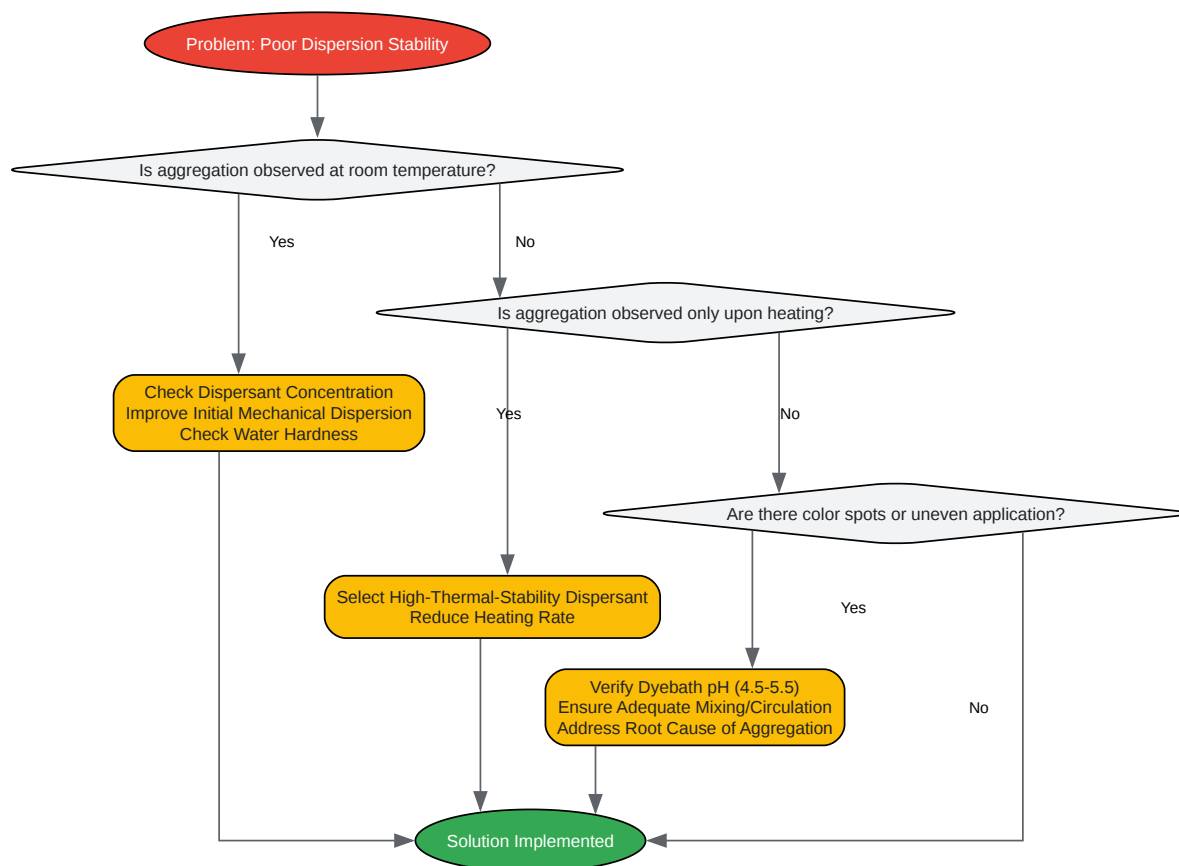 Problem: Poor Dispersion Stability
Is aggregation observed at room temperature?
Yes
No
Is aggregation observed only upon heating?
Check Dispersant Concentration
Improve Initial Mechanical Dispersion
Check Water Hardness
Yes
No
Are there color spots or uneven application?
Select High-Thermal-Stability Dispersant
Reduce Heating Rate
Yes
Verify Dyebath pH (4.5-5.5)
Ensure Adequate Mixing/Circulation
Address Root Cause of Aggregation
No
Solution Implemented